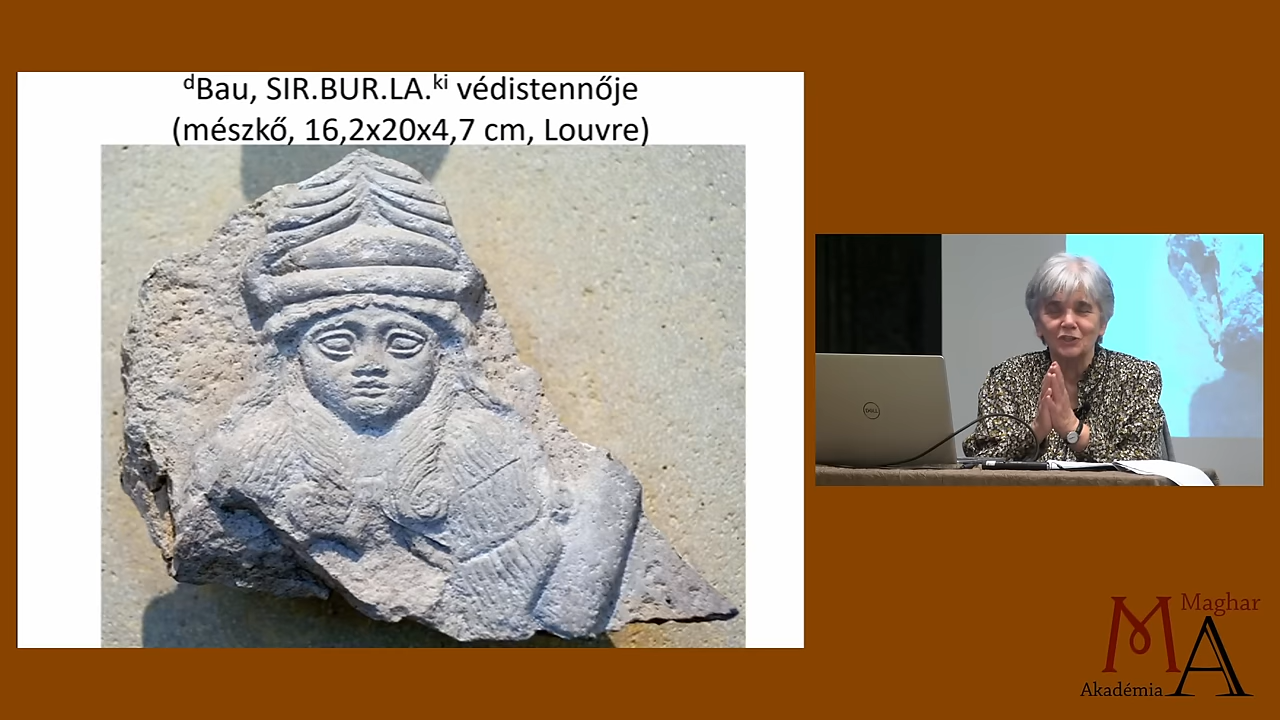 ᵈBau, SIR.BUR.LA.ᵏⁱ védistennője
(mészkő, 16,2x20x4,7 cm, Louvre)
DELL
Maghar
MA
Akadémia